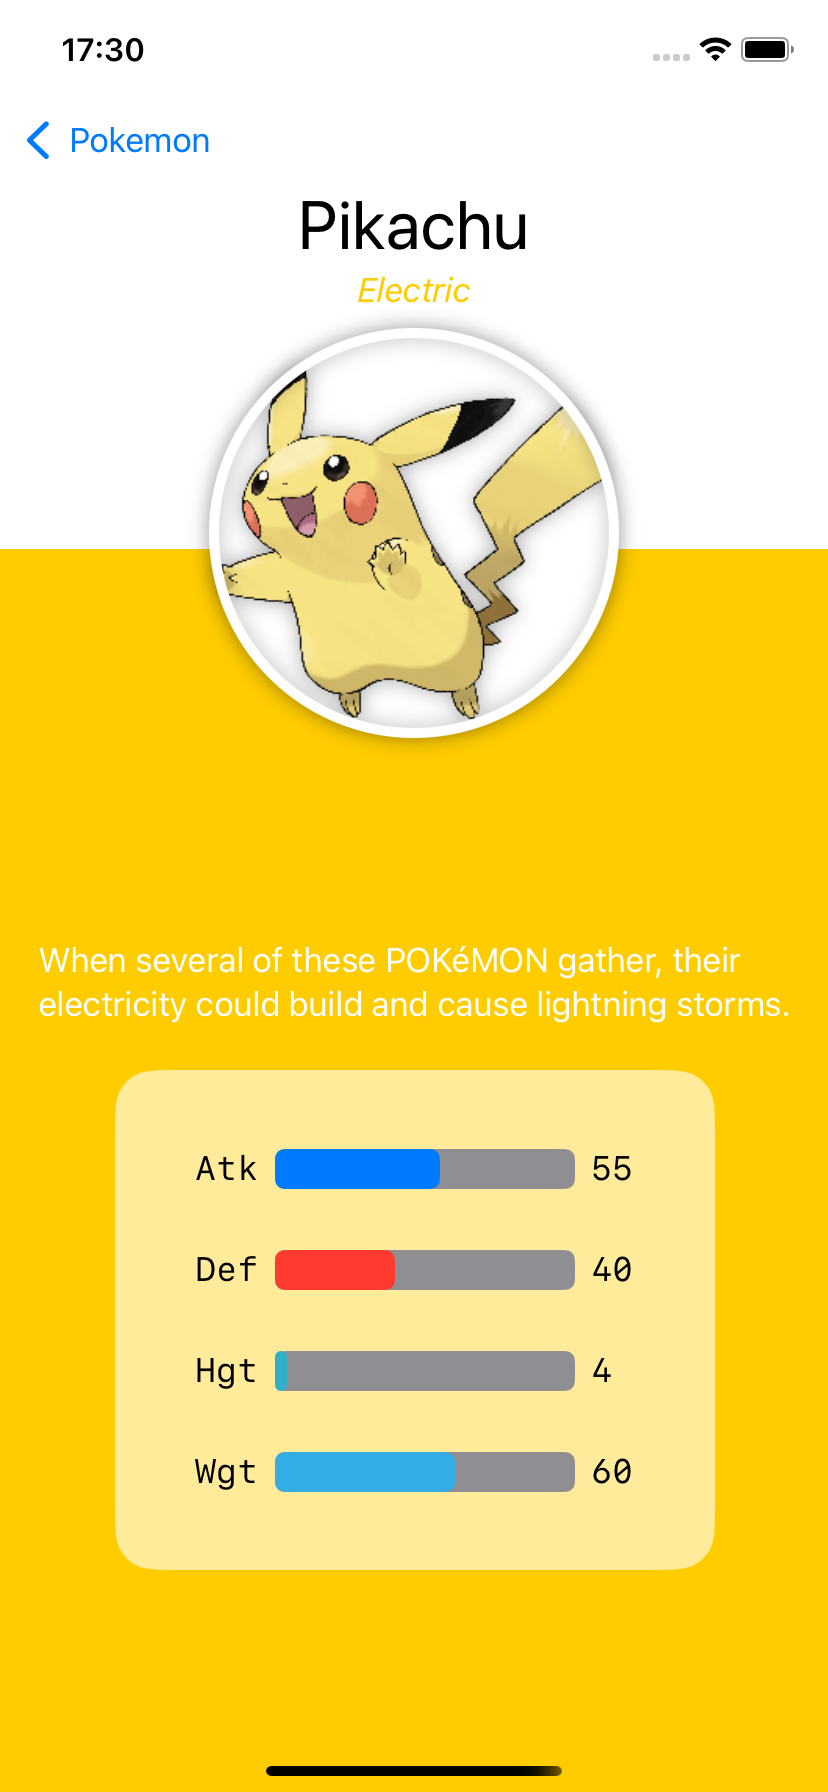 17:30
Pokemon
Pikachu
Electric
When several of these POKéMON gather, their
electricity could build and cause lightning storms.
Atk 55
Def 40
Hgt 4
Wgt 60